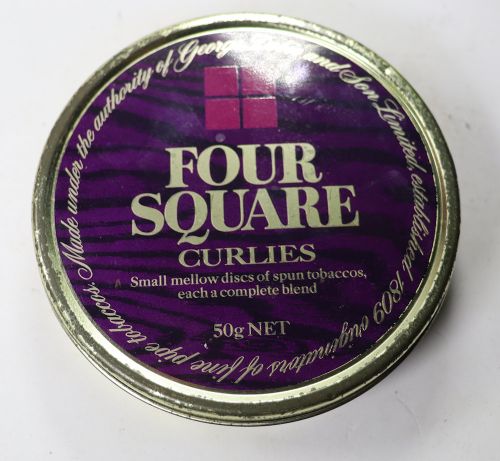 FOUR
SQUARE
CURLIES
Small mellow discs of spun tobaccos,
each a complete blend
50g NET
Made under the authority of George and Son Limited, established 1809 originators of fine pipe tobaccos.